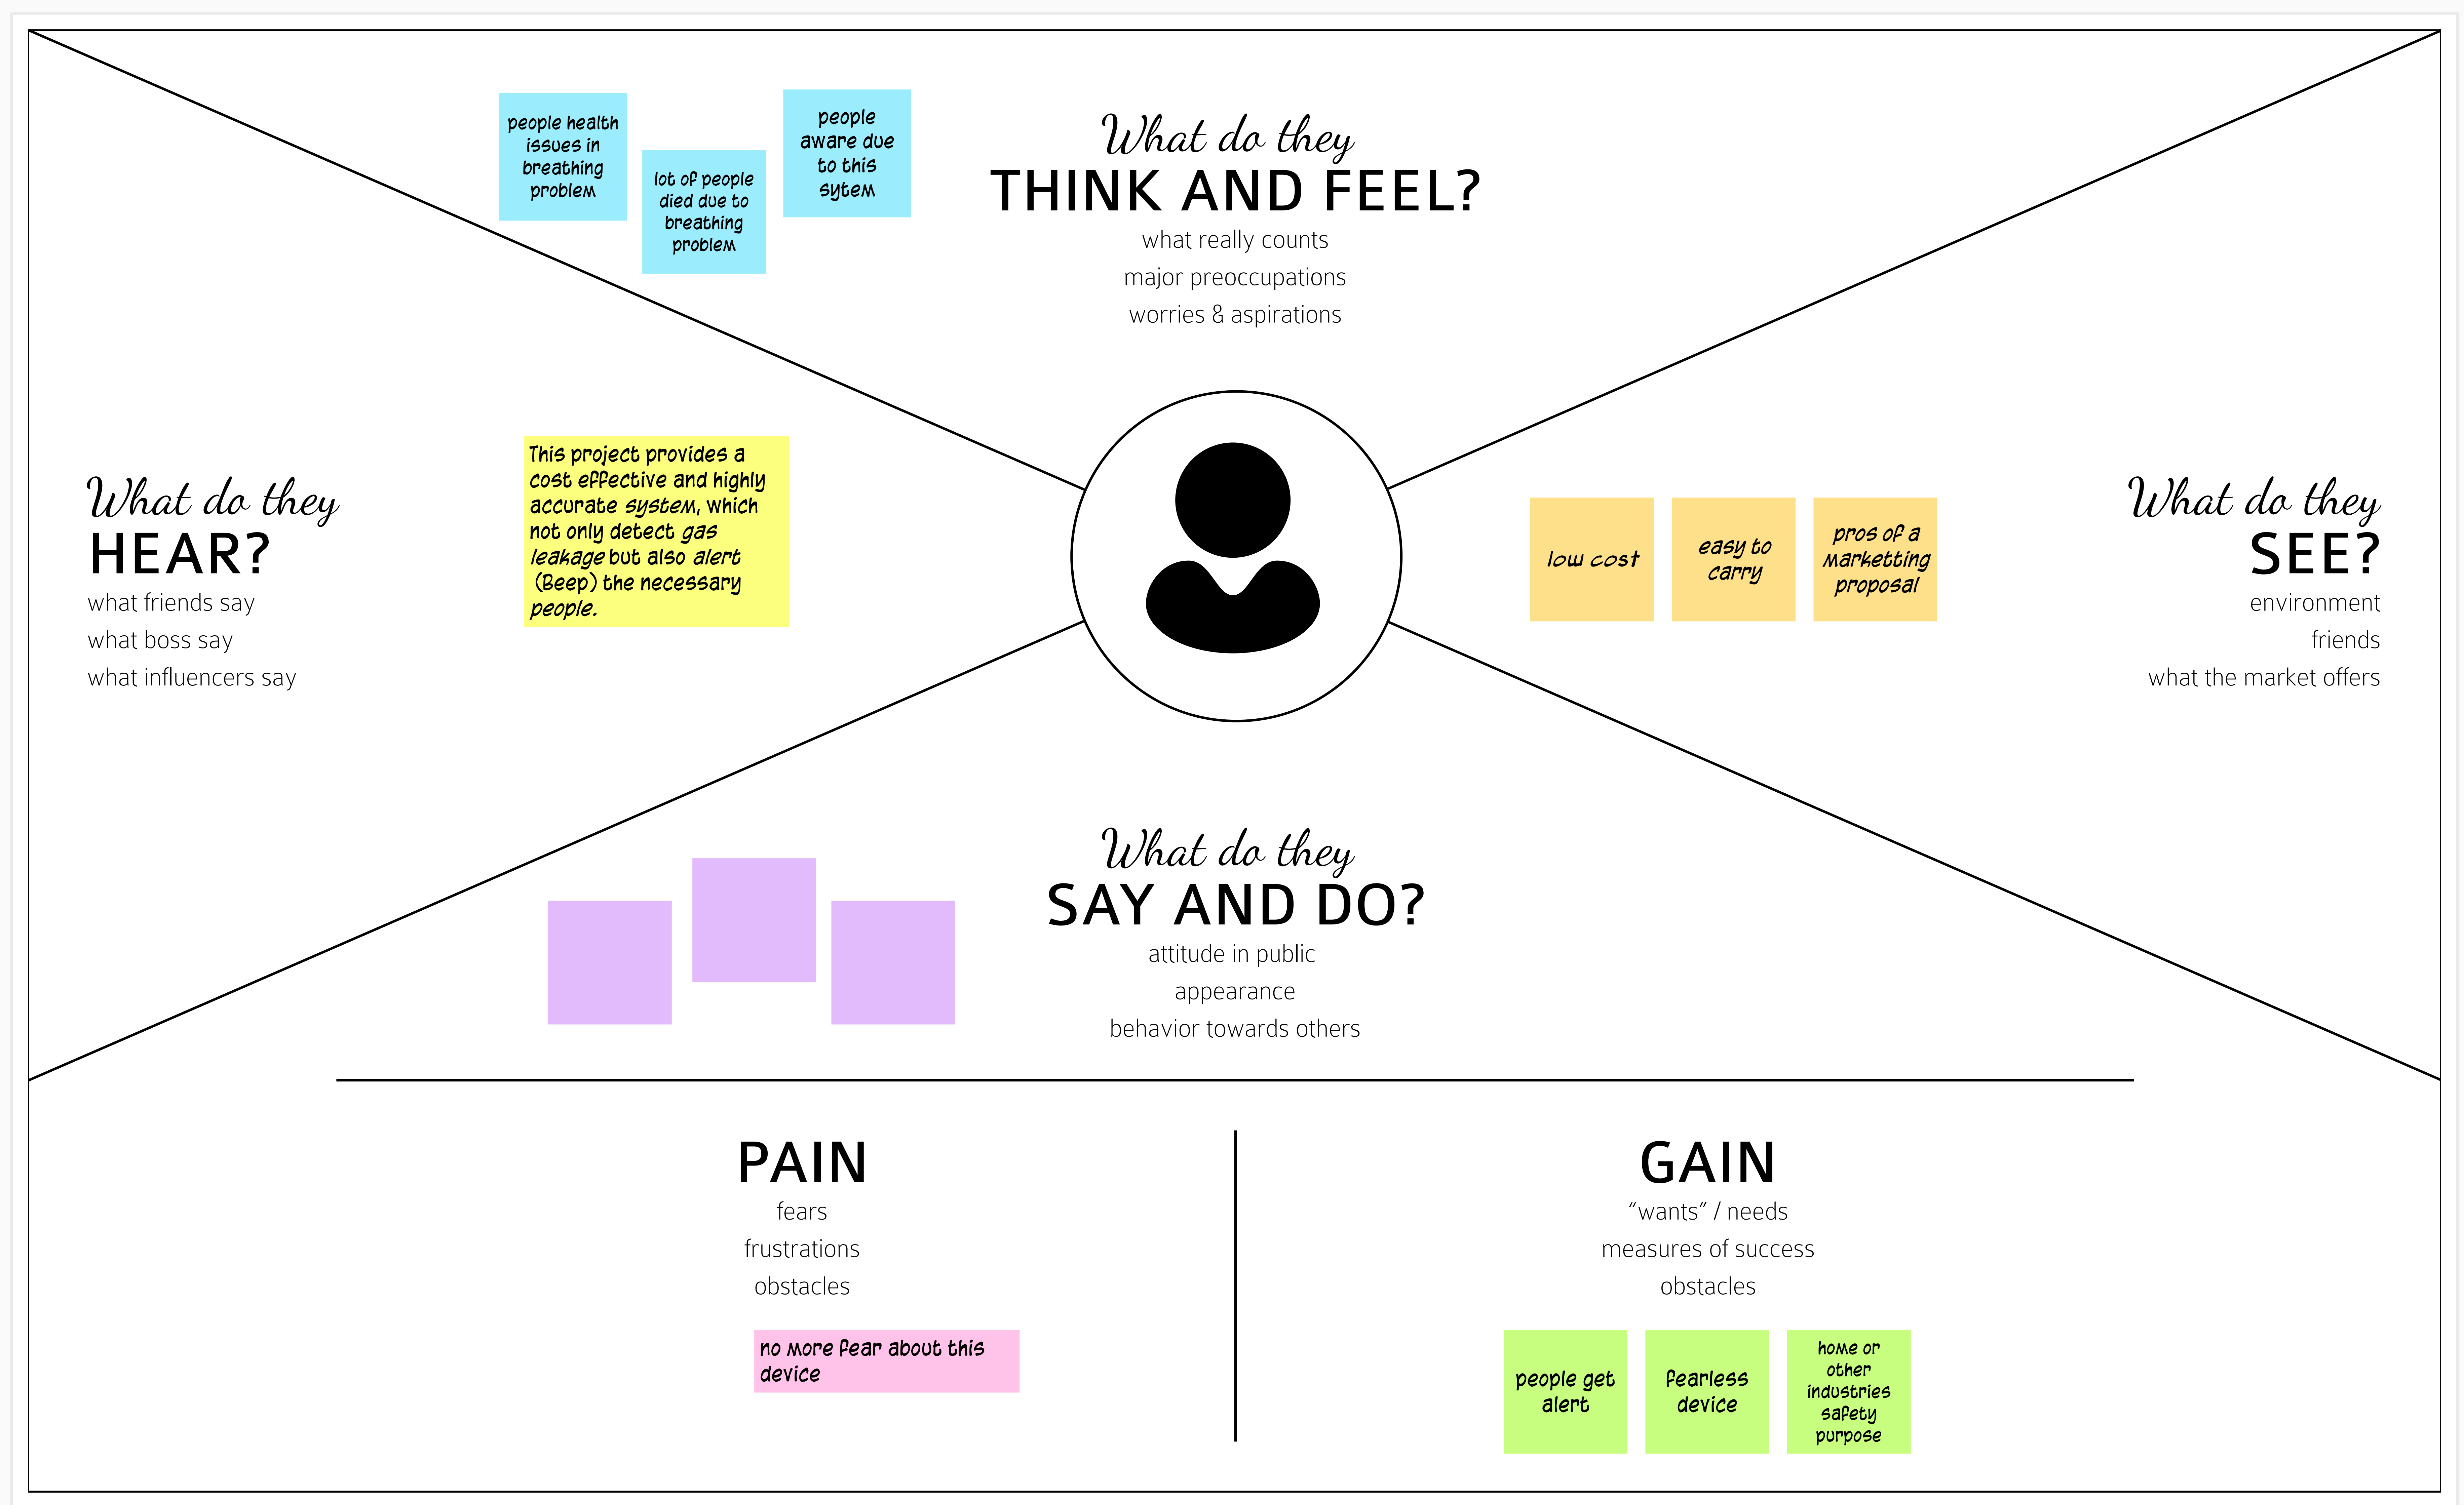 people health
issues in
breathing
problem
lot of people
died due to
breathing
problem
people
aware due
to this
sytem
What do they
THINK AND FEEL?
what really counts
major preoccupations
worries & aspirations
What do they
HEAR?
what friends say
what boss say
what influencers say
This project provides a
cost effective and highly
accurate system, which
not only detect gas
leakage but also alert
(Beep) the necessary
people.
low cost
easy to
carry
pros of a
marketting
proposal
What do they
SEE?
environment
friends
what the market offers
What do they
SAY AND DO?
attitude in public
appearance
behavior towards others
PAIN
fears
frustrations
obstacles
no more fear about this
device
GAIN
“wants” / needs
measures of success
obstacles
people get
alert
fearless
device
home or
other
industries
safety
purpose